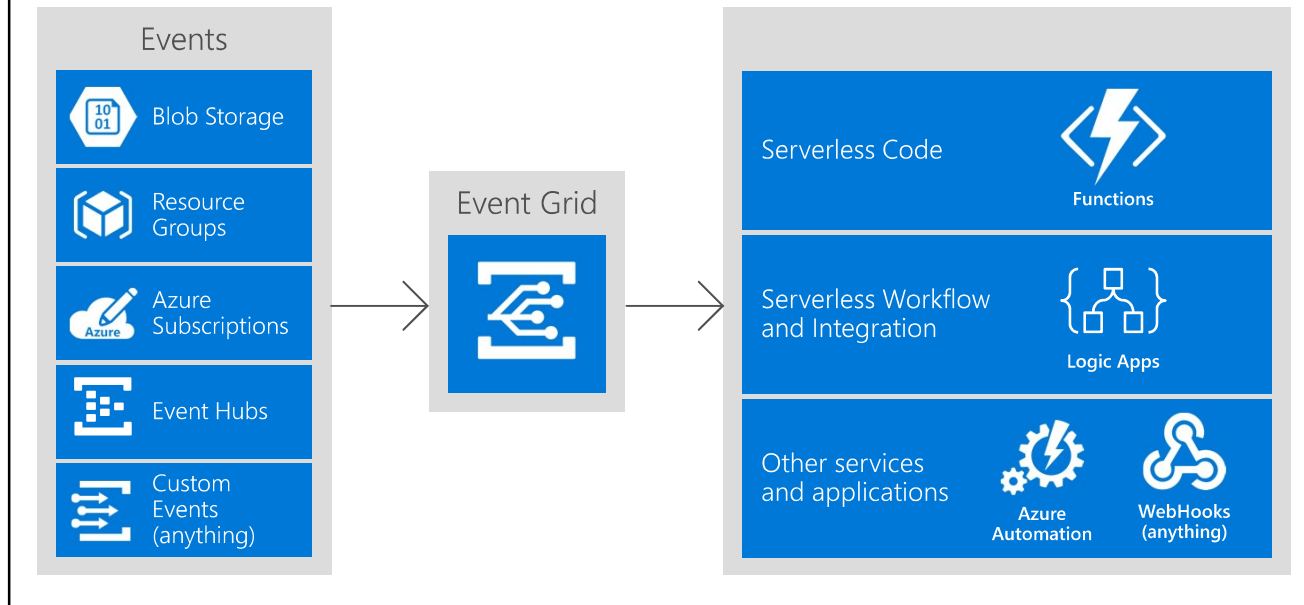 Events
10
01
Blob Storage
Resource
Groups
Azure
Azure
Subscriptions
Event Hubs
Custom
Events
(anything)
Event Grid
Serverless Code
Functions
Serverless Workflow
and Integration
Logic Apps
Other services
and applications
Azure
Automation
WebHooks
(anything)